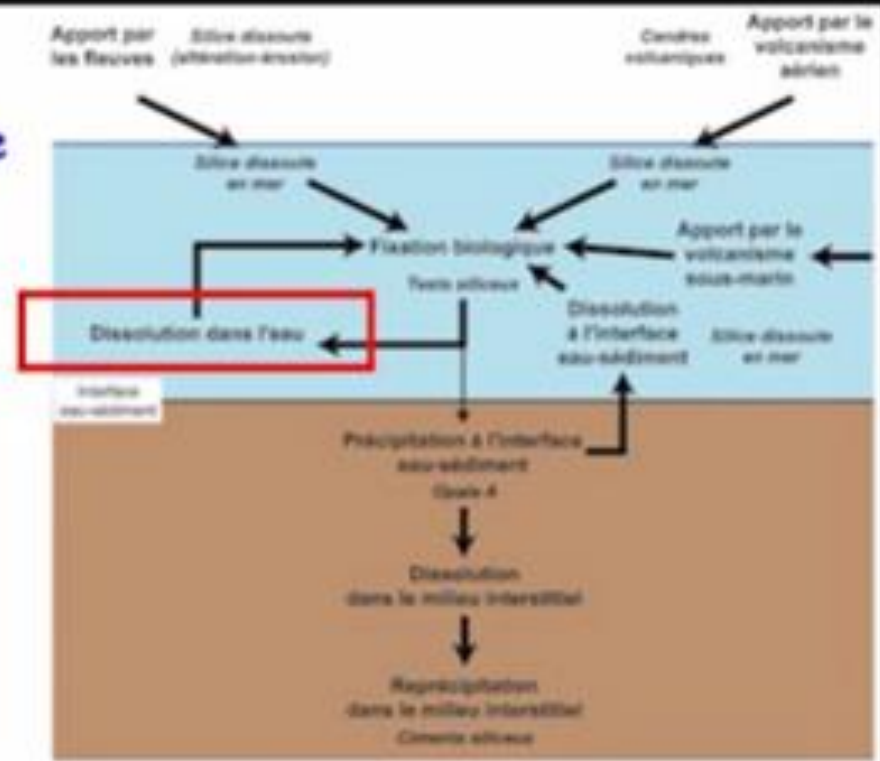 e
Apport par
les fleuves
Silice dissoute
(altération-érosion)
Cendres
volcaniques
Apport par le
volcanisme
aérien
Silice dissoute
en mer
Silice dissoute
en mer
Fixation biologique
Tests siliceux
Apport par le
volcanisme
sous-marin
Dissolution dans l'eau
Dissolution
à l'interface
eau-sédiment
Silice dissoute
en mer
Interface
eau-sédiment
Précipitation à l'interface
eau-sédiment
Opale A
Dissolution
dans le milieu interstitiel
Reprécipitation
dans le milieu interstitiel
Ciments siliceux